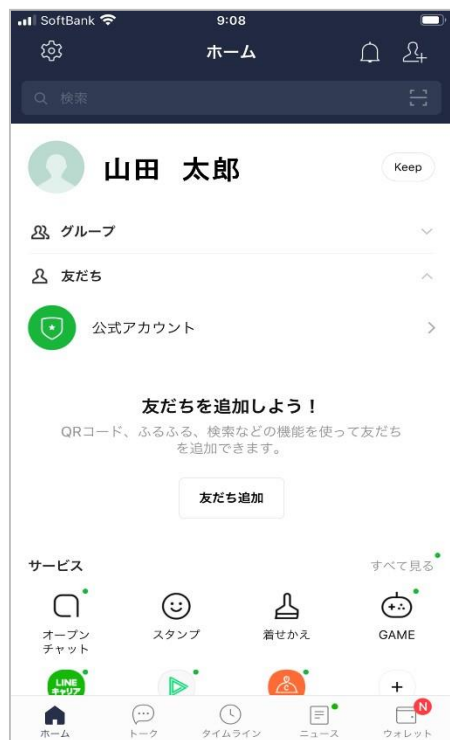 SoftBank 9:08
ホーム
検索
山田 太郎
Keep
グループ
友だち
公式アカウント
友だちを追加しよう！
QRコード、ふるふる、検索などの機能を使って友だち
を追加できます。
友だち追加
サービス
すべて見る
オープン
チャット
スタンプ
着せかえ
GAME
LINE
キャリア
ホーム
トーク
タイムライン
ニュース
N
ウォレット